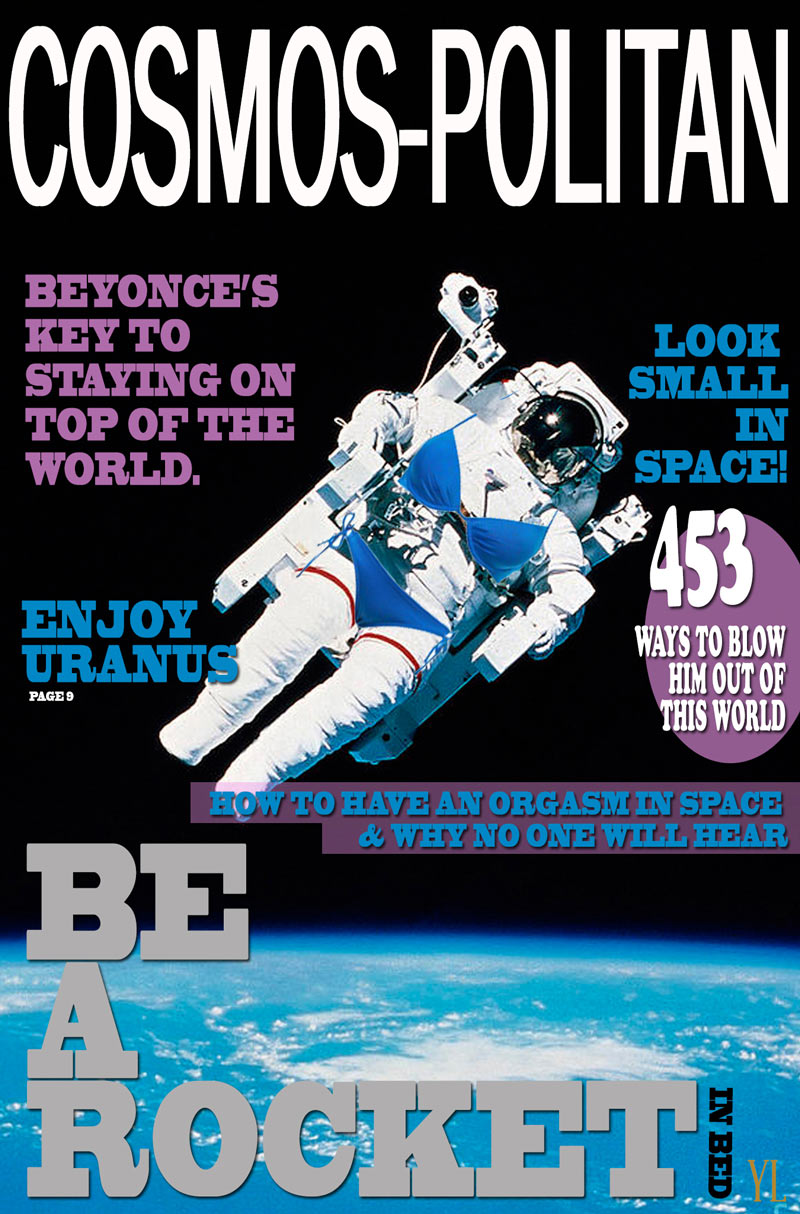 COSMOS-POLITAN
BEYONCE'S
KEY TO
STAYING ON
TOP OF THE
WORLD.
LOOK
SMALL
IN
SPACE!
453
WAYS TO BLOW
HIM OUT OF
THIS WORLD
ENJOY
URANUS
PAGE 9
HOW TO HAVE AN ORGASM IN SPACE
& WHY NO ONE WILL HEAR
BE
A
ROCKET
IN BED
YL